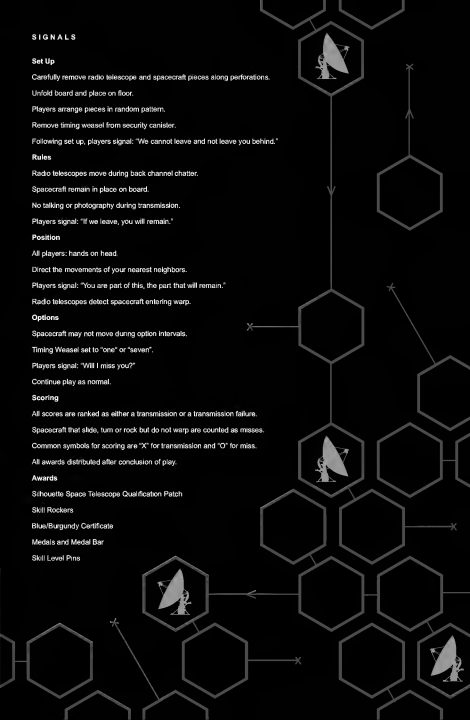 SIGNALS
Set Up
Carefully remove radio telescope and spacecraft pieces along perforations.
Unfold board and place on floor.
Players arrange pieces in random pattern.
Remove timing weasel from security canister.
Following set up, players signal: "We cannot leave and not leave you behind."
Rules
Radio telescopes move during back channel chatter.
Spacecraft remain in place on board.
No talking or photography during transmission.
Players signal: "If we leave, you will remain."
Position
All players: hands on head.
Direct the movements of your nearest neighbors.
Players signal: "You are part of this, the part that will remain."
Radio telescopes detect spacecraft entering warp.
Options
Spacecraft may not move during option intervals.
Timing Weasel set to "one" or "seven".
Players signal: "Will I miss you?"
Continue play as normal.
Scoring
All scores are ranked as either a transmission or a transmission failure.
Spacecraft that slide, turn or rock but do not warp are counted as misses.
Common symbols for scoring are "X" for transmission and "O" for miss.
All awards distributed after conclusion of play.
Awards
Silhouette Space Telescope Qualification Patch
Skill Rockers
Blue/Burgundy Certificate
Medals and Medal Bar
Skill Level Pins